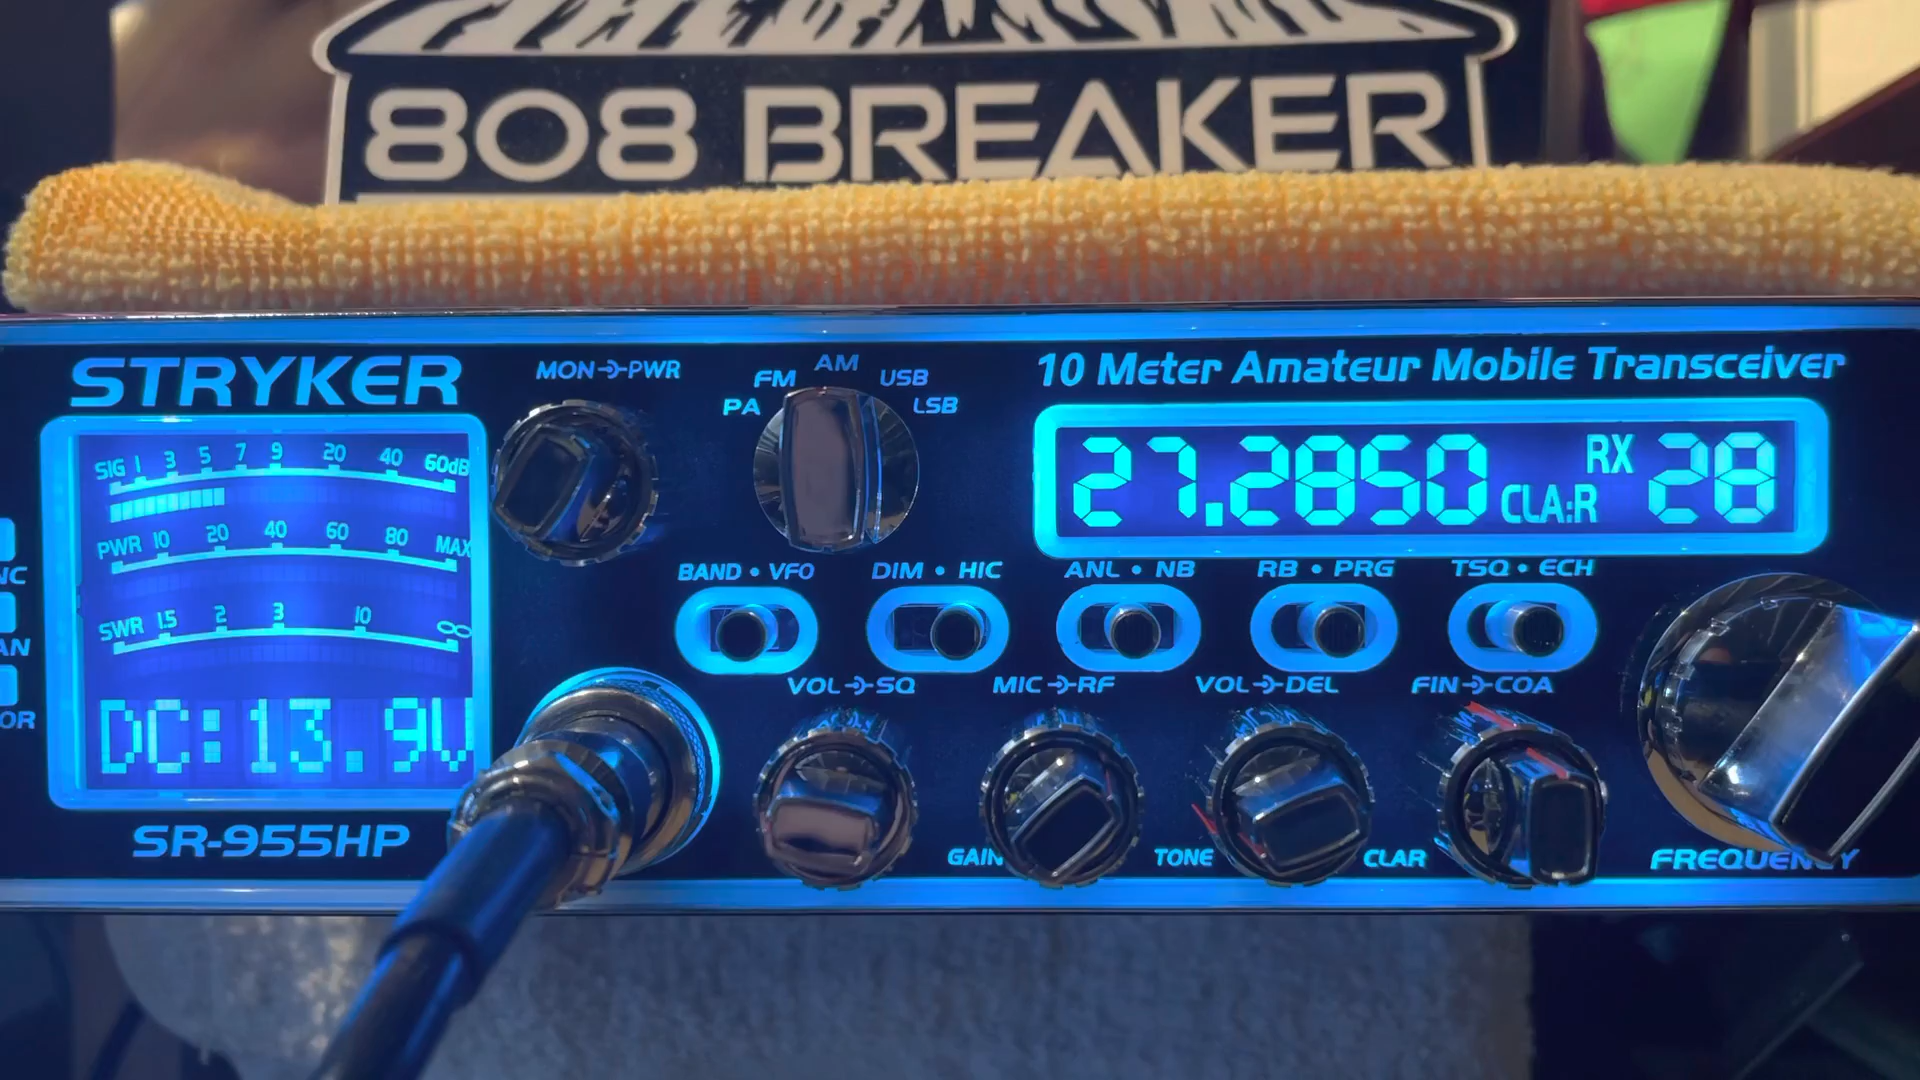 808 BREAKER
STRYKER
MON PWR
PA FM AM USB LSB
10 Meter Amateur Mobile Transceiver
SIG 1 3 5 7 9 20 40 60dB
PWR 10 20 40 60 80 MAX
SWR 1.5 2 3 10 ∞
DC:13.9V
27.2850 CLA:R RX 28
BAND • VFO
DIM • HIC
ANL • NB
RB • PRG
TSQ • ECH
VOL SQ
MIC RF
VOL DEL
FIN COA
SR-955HP
GAIN
TONE
CLAR
FREQUENCY